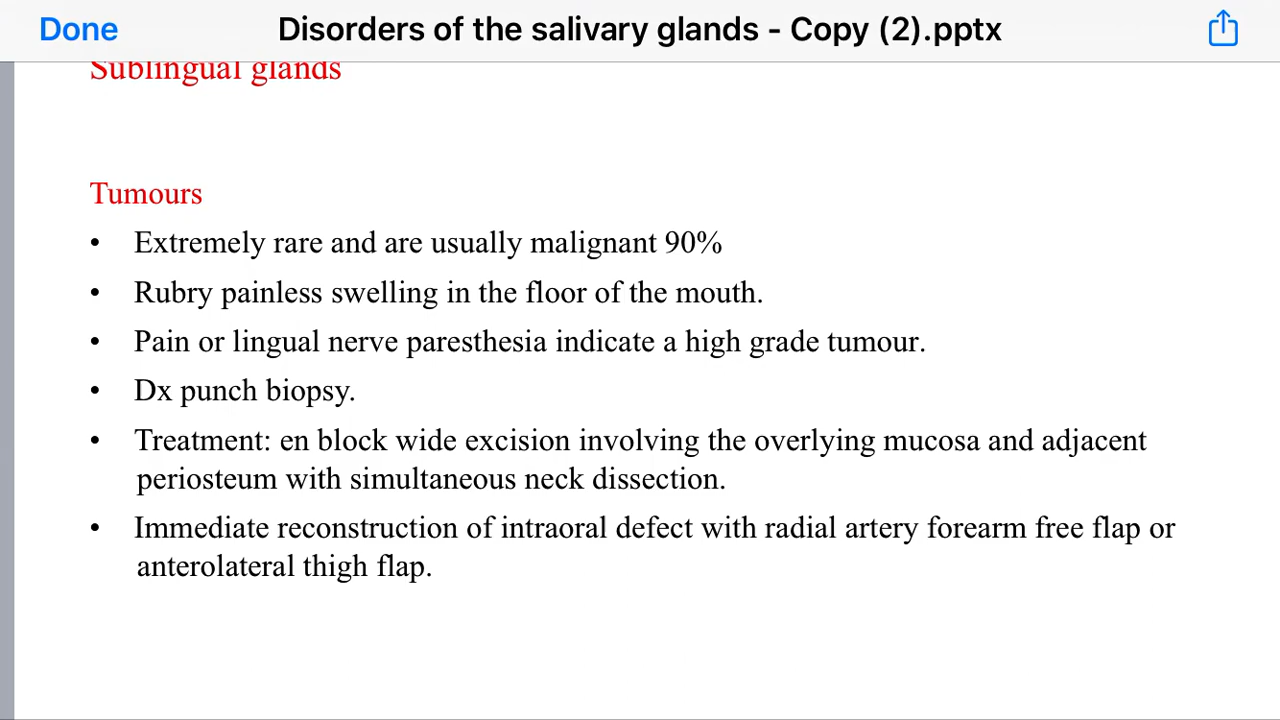 Done
Disorders of the salivary glands - Copy (2).pptx
Sublingual glands
Tumours
• Extremely rare and are usually malignant 90%
• Rubry painless swelling in the floor of the mouth.
• Pain or lingual nerve paresthesia indicate a high grade tumour.
• Dx punch biopsy.
• Treatment: en block wide excision involving the overlying mucosa and adjacent
periosteum with simultaneous neck dissection.
• Immediate reconstruction of intraoral defect with radial artery forearm free flap or
anterolateral thigh flap.